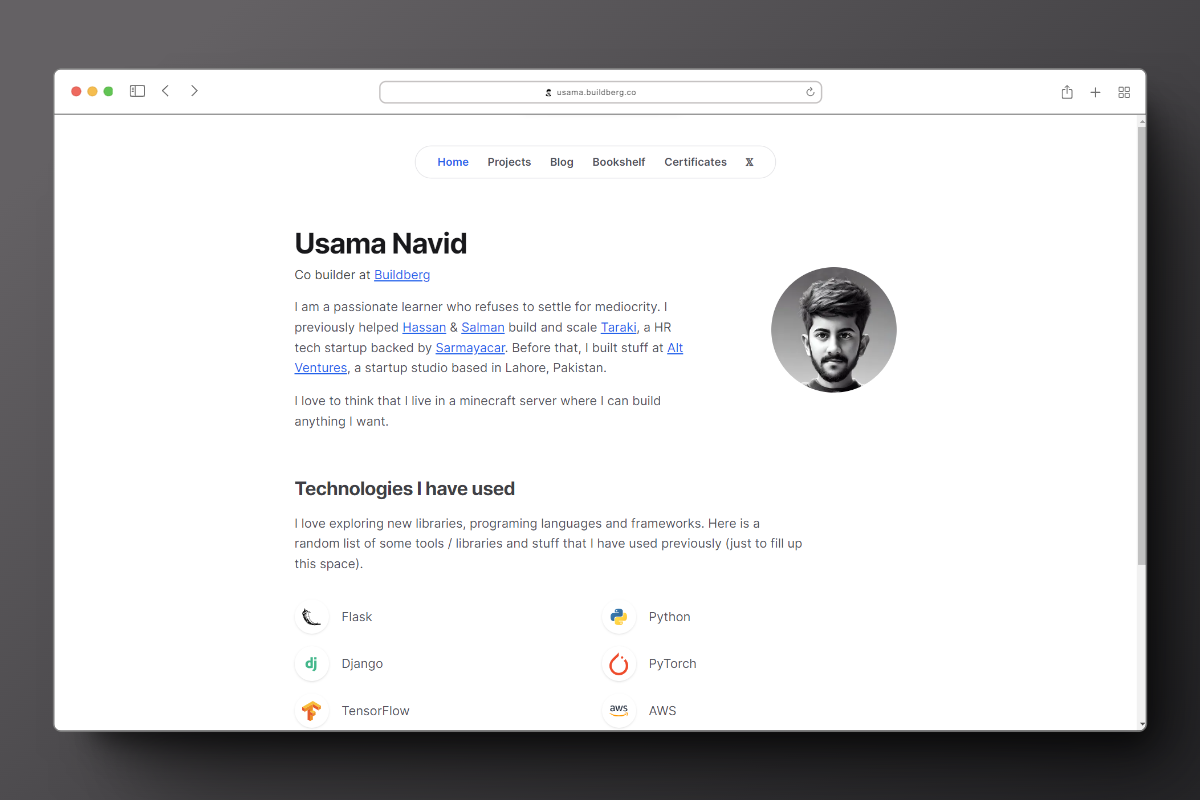 usama.buildberg.co
Home Projects Blog Bookshelf Certificates 𝕏
Usama Navid
Co builder at Buildberg
I am a passionate learner who refuses to settle for mediocrity. I
previously helped Hassan & Salman build and scale Taraki, a HR
tech startup backed by Sarmayacar. Before that, I built stuff at Alt
Ventures, a startup studio based in Lahore, Pakistan.
I love to think that I live in a minecraft server where I can build
anything I want.
Technologies I have used
I love exploring new libraries, programing languages and frameworks. Here is a
random list of some tools / libraries and stuff that I have used previously (just to fill up
this space).
Flask
Python
dj Django
PyTorch
TensorFlow
aws AWS